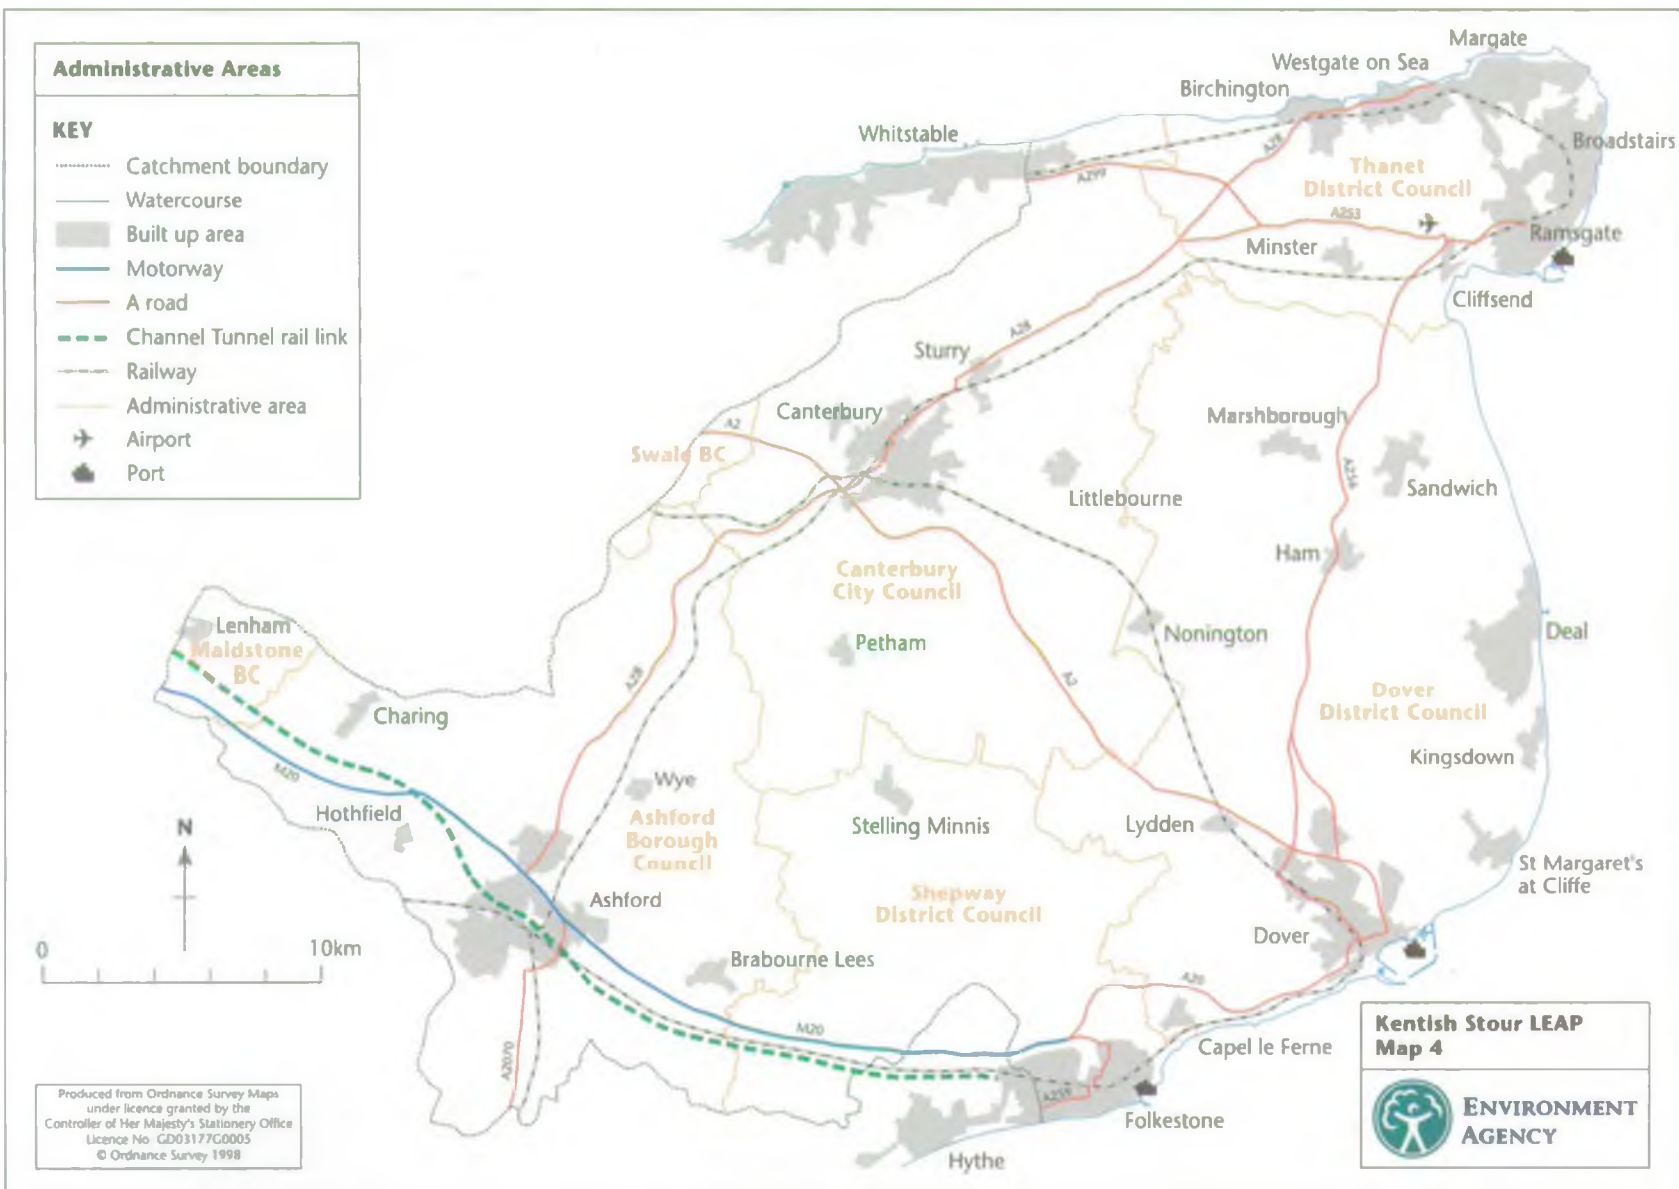 Administrative Areas
KEY
Catchment boundary
Watercourse
Built up area
Motorway
A road
Channel Tunnel rail link
Railway
Administrative area
Airport
Port
Margate
Westgate on Sea
Birchington
Whitstable
Broadstairs
A28
A299
Thanet
District Council
A253
Ramsgate
Minster
Cliffsend
A28
Sturry
Canterbury
A2
Swale BC
Marshborough
A256
Sandwich
Littlebourne
Ham
Canterbury
City Council
Petham
Nonington
Deal
Lenham
Maidstone
BC
A28
A2
Charing
Dover
District Council
Kingsdown
M20
Wye
Hothfield
N
Ashford
Borough
Council
Stelling Minnis
Lydden
St Margaret's
at Cliffe
Ashford
Shepway
District Council
Dover
0
10km
Brabourne Lees
A20
M20
Capel le Ferne
A2070
A259
Folkestone
Hythe
Kentish Stour LEAP
Map 4
ENVIRONMENT
AGENCY
Produced from Ordnance Survey Maps
under licence granted by the
Controller of Her Majesty's Stationery Office
Licence No GD03177G0005
© Ordnance Survey 1998